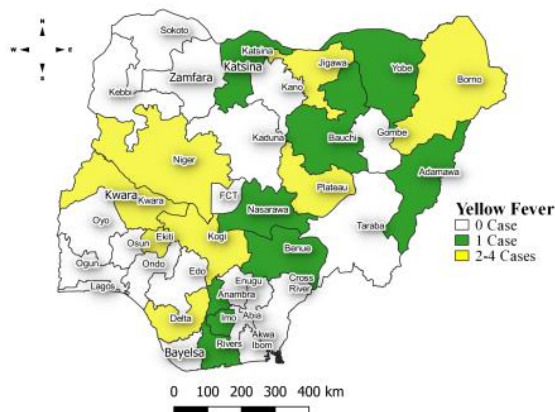 N
W E
S
Sokoto
Katsina
Katsina
Jigawa
Yobe
Borno
Zamfara
Kebbi
Kano
Kaduna
Bauchi
Gombe
Adamawa
Niger
Plateau
Kwara
Kwara
FCT
Nasarawa
Taraba
Oyo
Osun
Ekiti
Kogi
Benue
Ogun
Ondo
Edo
Enugu
Cross
River
Lagos
Anambra
Delta
Imo
Abia
Bayelsa
Rivers
Akwa
Ibom
Yellow Fever
0 Case
1 Case
2-4 Cases
0 100 200 300 400 km